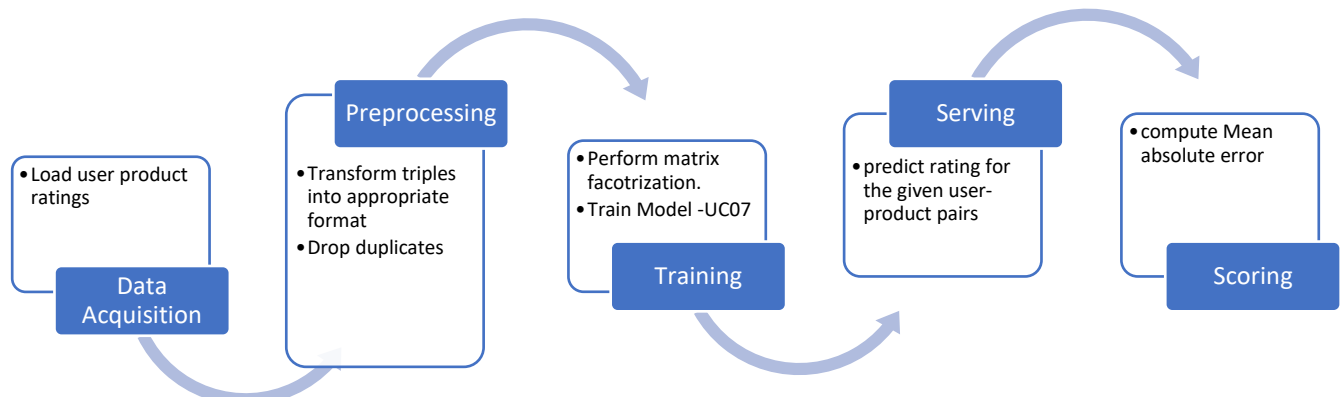 • Load user product
ratings
Data
Acquisition
Preprocessing
• Transform triples
into appropriate
format
• Drop duplicates
• Perform matrix
facotrization.
• Train Model -UC07
Training
Serving
• predict rating for
the given user-
product pairs
• compute Mean
absolute error
Scoring